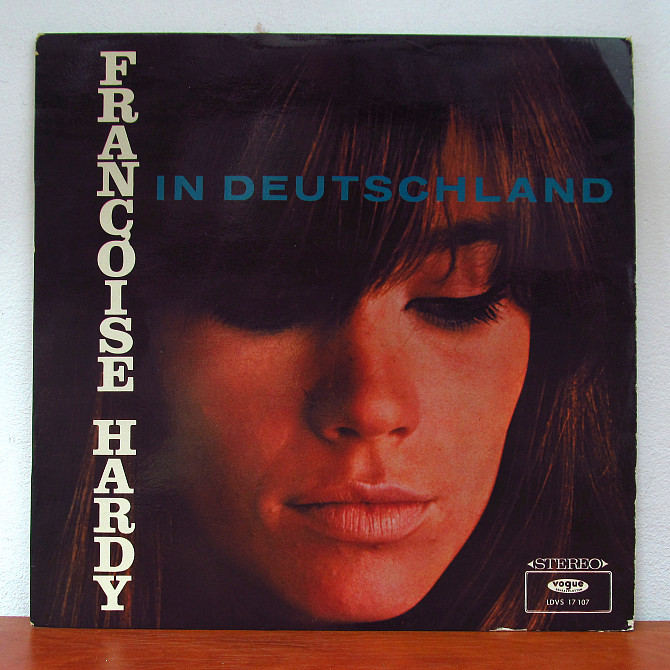 FRANÇOISE HARDY
IN DEUTSCHLAND
STEREO
vogue
LDVS 17 107